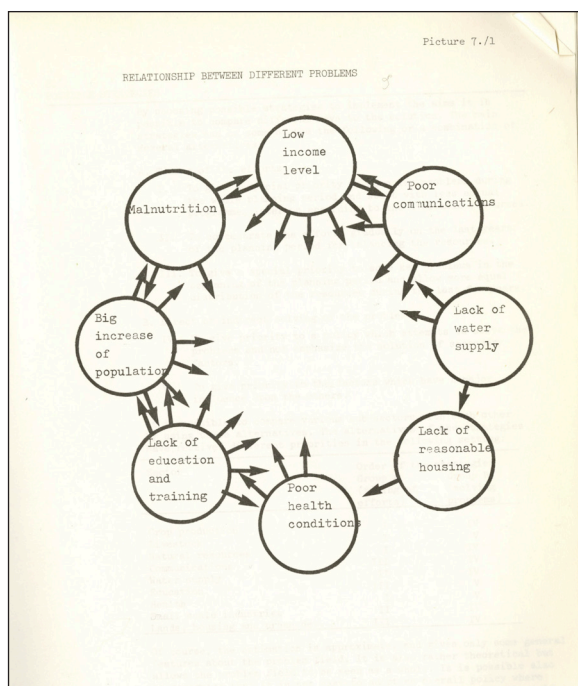 Picture 7./1
RELATIONSHIP BETWEEN DIFFERENT PROBLEMS
Low
income
level
Poor
communications
Lack of
water
supply
Lack of
reasonable
housing
Poor
health
conditions
Lack of
education
and
training
Big
increase
of
population
Malnutrition